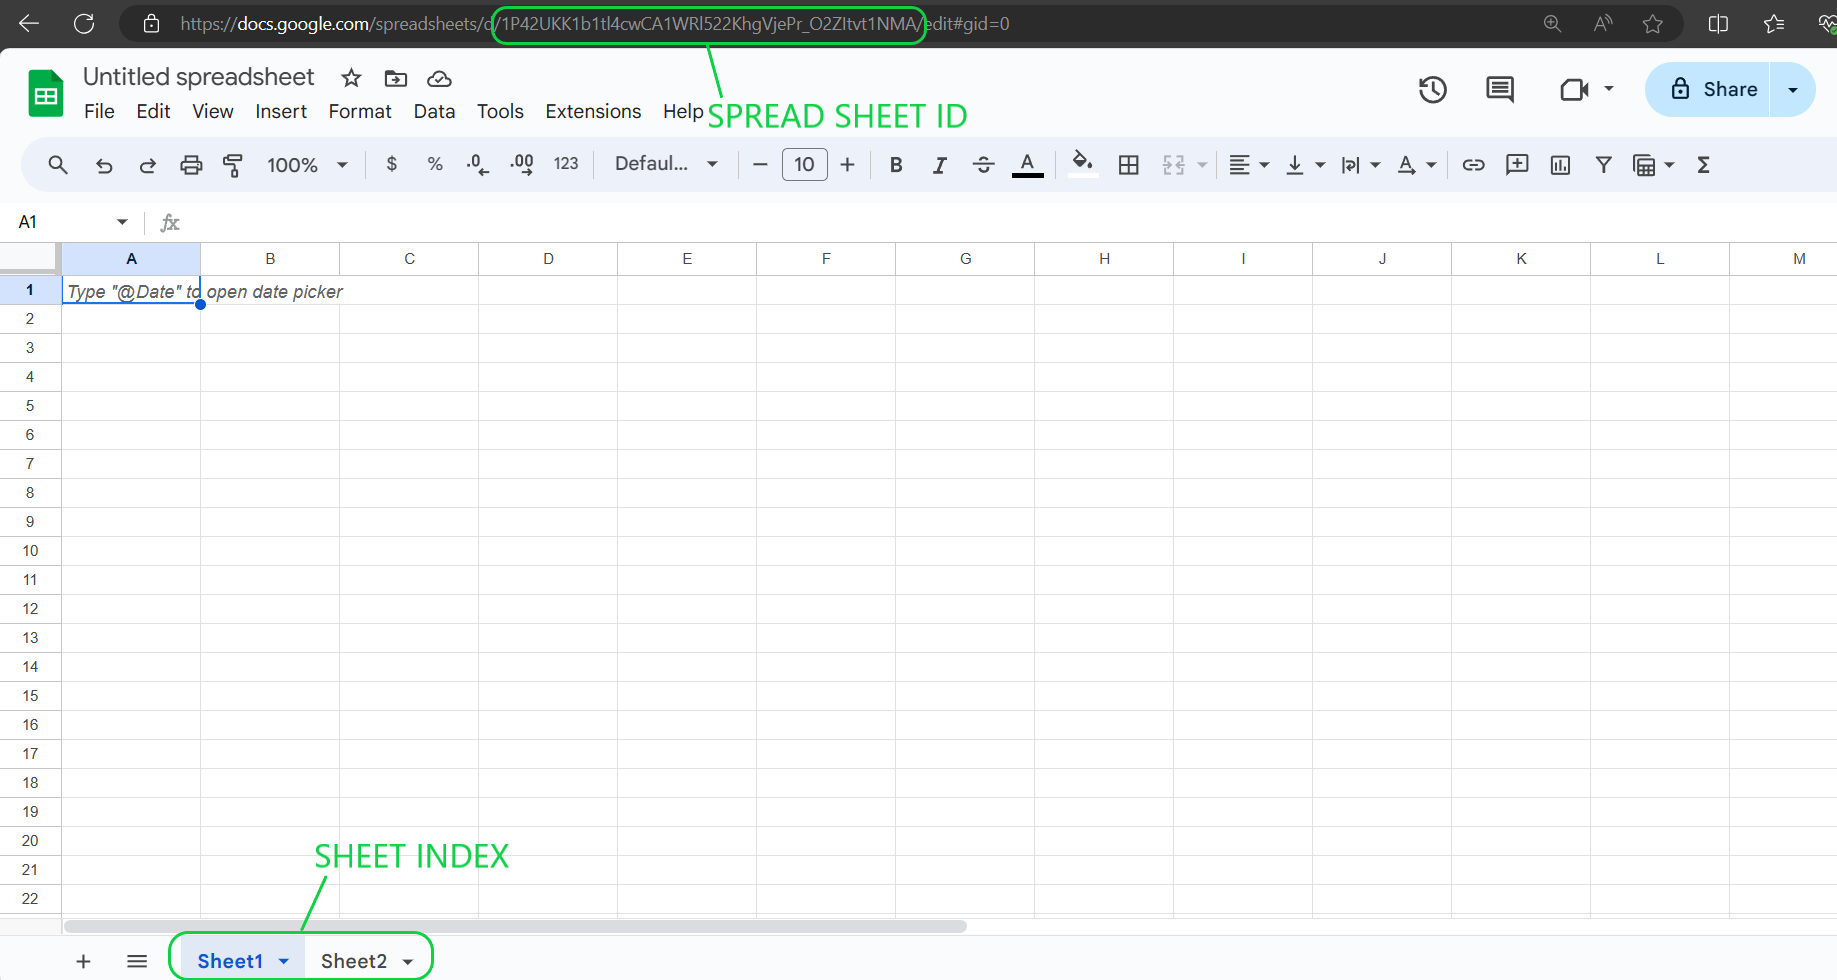 https://docs.google.com/spreadsheets/d/1P42UKK1b1tl4cwCA1WRl522KhgVjePr_O2ZItvt1NMA/edit#gid=0
Untitled spreadsheet
File Edit View Insert Format Data Tools Extensions Help
SPREAD SHEET ID
Share
100% $ % .0 .00 123 Defaul... 10 B I S A Σ
A1 fx
A B C D E F G H I J K L M
1 Type "@Date" to open date picker
2
3
4
5
6
7
8
9
10
11
12
13
14
15
16
17
18
19
20
SHEET INDEX
21
22
Sheet1 Sheet2